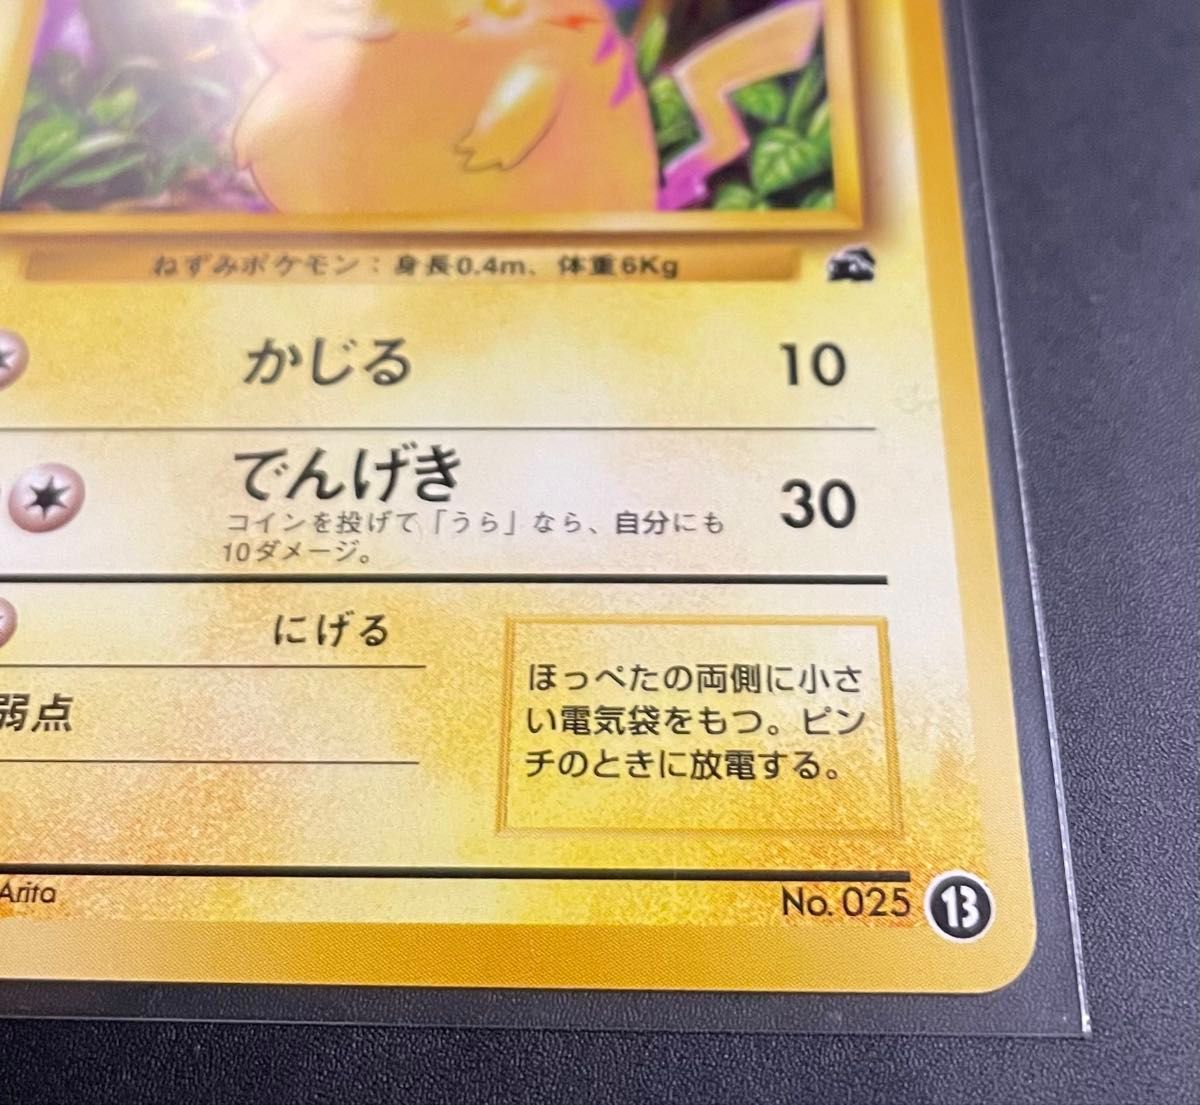 ねずみポケモン：身長0.4m、体重6Kg
かじる 10
でんげき 30
コインを投げて「うら」なら、自分にも
10ダメージ。
にげる
弱点
ほっぺたの両側に小さ
い電気袋をもつ。ピン
チのときに放電する。
Arita
No. 025 13